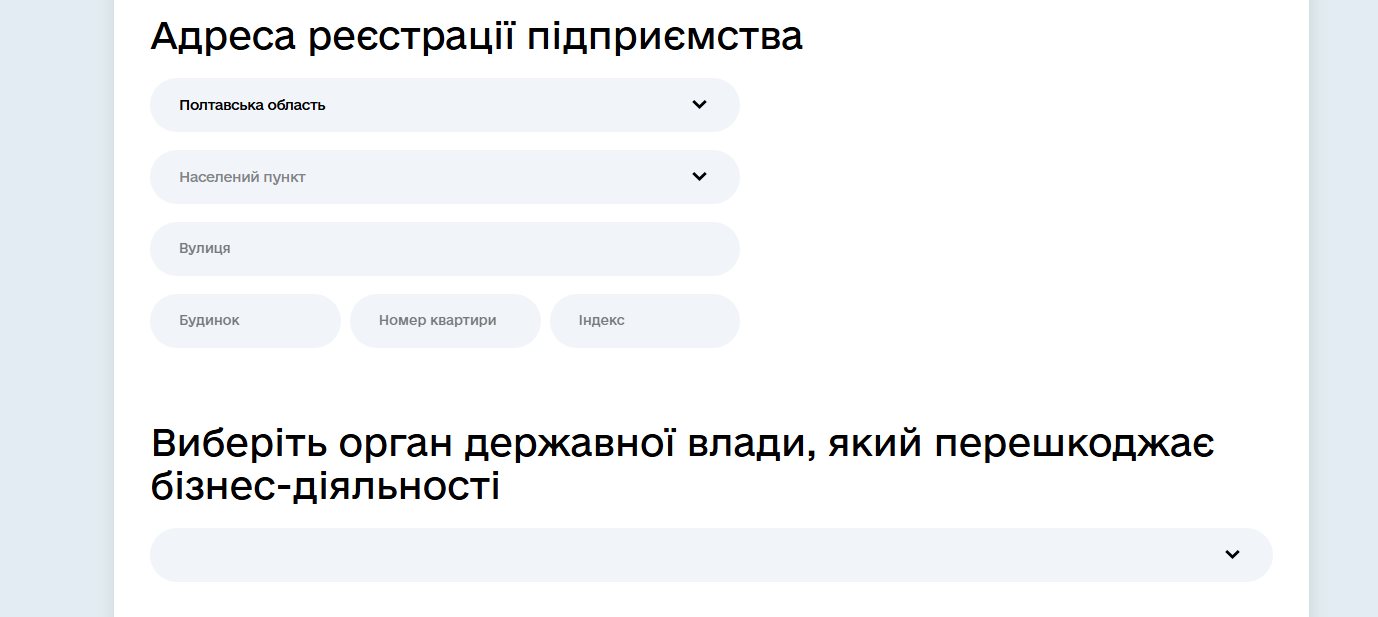 Адреса реєстрації підприємства
Полтавська область
Населений пункт
Вулиця
Будинок Номер квартири Індекс
Виберіть орган державної влади, який перешкоджає
бізнес-діяльності